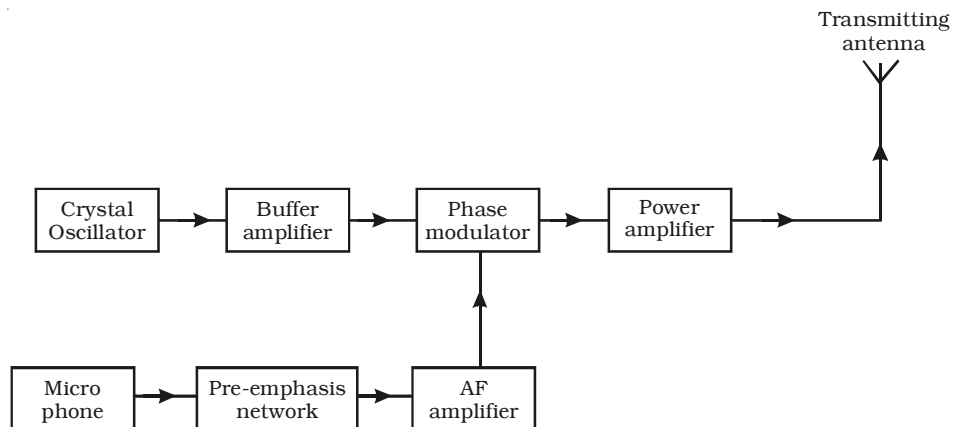 Transmitting
antenna
Crystal
Oscillator
Buffer
amplifier
Phase
modulator
Power
amplifier
Micro
phone
Pre-emphasis
network
AF
amplifier